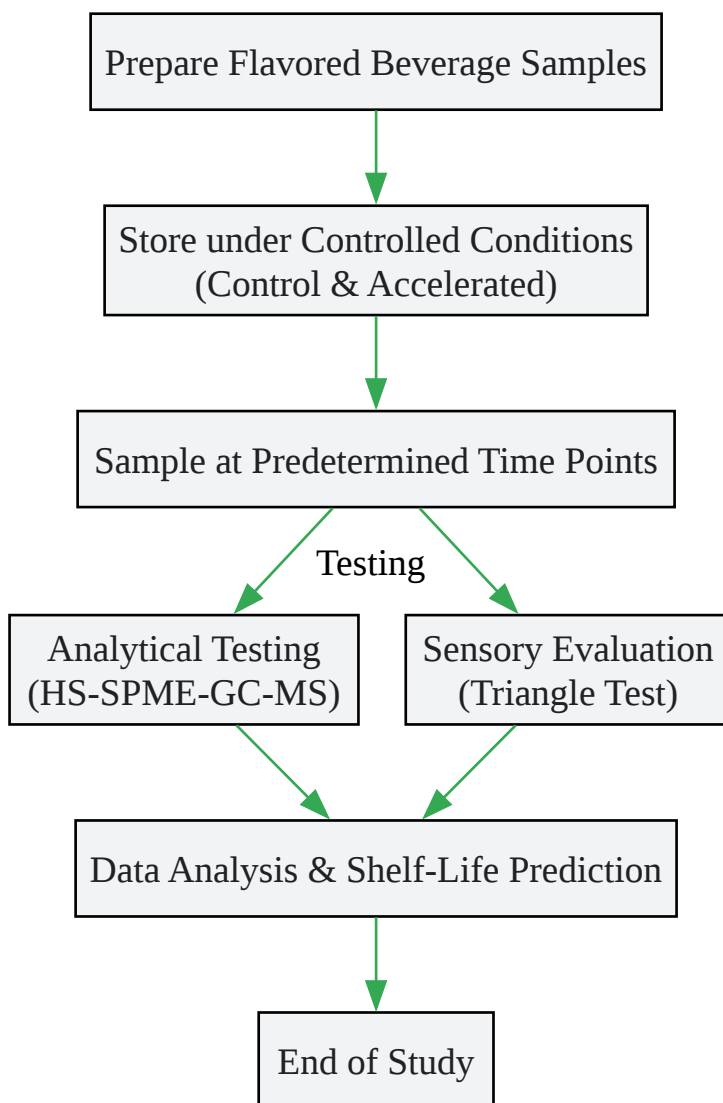 Prepare Flavored Beverage Samples
Store under Controlled Conditions
(Control & Accelerated)
Sample at Predetermined Time Points
Testing
Analytical Testing
(HS-SPME-GC-MS)
Sensory Evaluation
(Triangle Test)
Data Analysis & Shelf-Life Prediction
End of Study